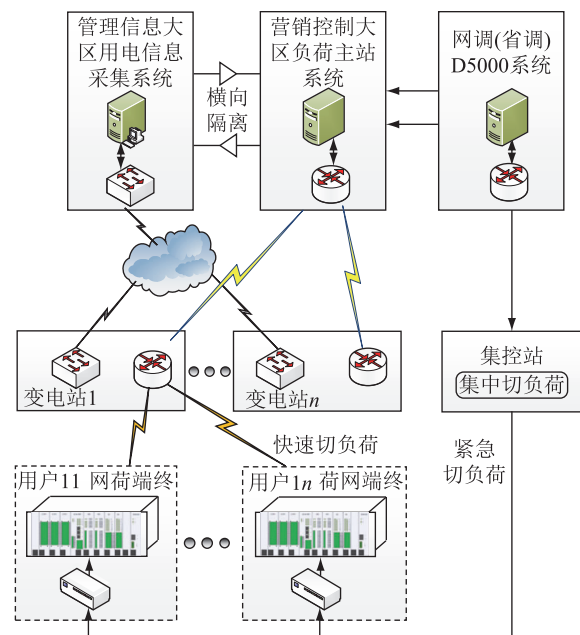 管理信息大
区用电信息
采集系统
营销控制大
区负荷主站
系统
网调(省调)
D5000系统
横向
隔离
变电站1
变电站n
集控站
集中切负荷
快速切负荷
紧急
切负荷
用户11 网荷端终
用户1n 荷网端终